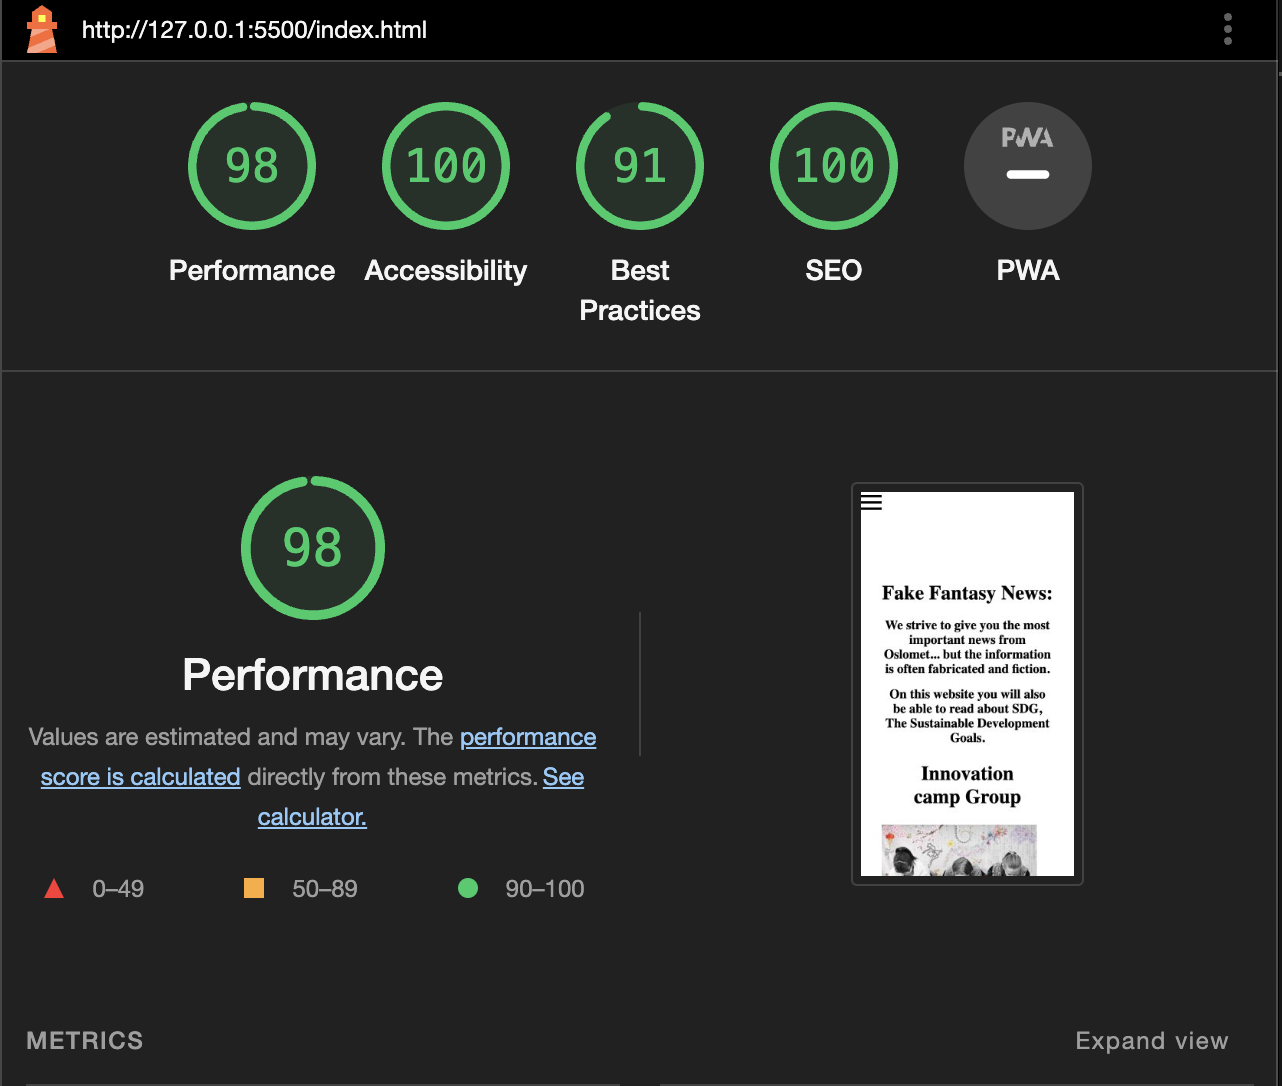 http://127.0.0.1:5500/index.html
98
100
91
100
PWA
Performance
Accessibility
Best
Practices
SEO
PWA
98
Performance
Values are estimated and may vary. The performance
score is calculated directly from these metrics. See
calculator.
0–49
50–89
90–100
Fake Fantasy News:
We strive to give you the most
important news from
Oslomet... but the information
is often fabricated and fiction.
On this website you will also
be able to read about SDG,
The Sustainable Development
Goals.
Innovation
camp Group
METRICS
Expand view